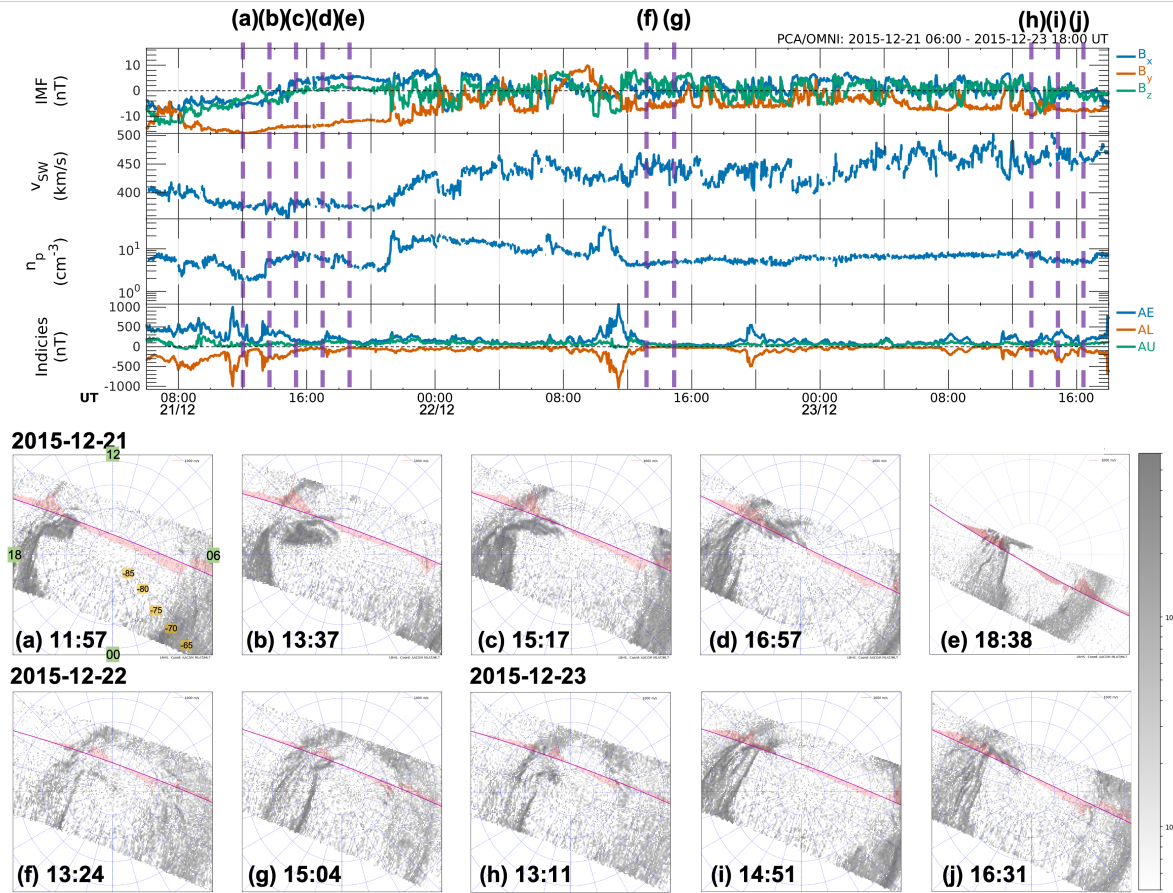 (a)(b)(c)(d)(e) (f) (g) (h)(i)(j)
PCA/OMNI: 2015-12-21 06:00 - 2015-12-23 18:00 UT
IMF
(nT)
10
0
-10
Bx
By
Bz
vSW
(km/s)
500
450
400
np
(cm-3)
10^1
10^0
Indicies
(nT)
1000
500
0
-500
-1000
AE
AL
AU
UT 08:00 16:00 00:00 08:00 16:00 00:00 08:00 16:00
21/12 22/12 23/12
2015-12-21
12
18
06
-85
-80
-75
-70
-65
00
(a) 11:57
(b) 13:37
(c) 15:17
(d) 16:57
(e) 18:38
2015-12-22 2015-12-23
(f) 13:24
(g) 15:04
(h) 13:11
(i) 14:51
(j) 16:31
10
10